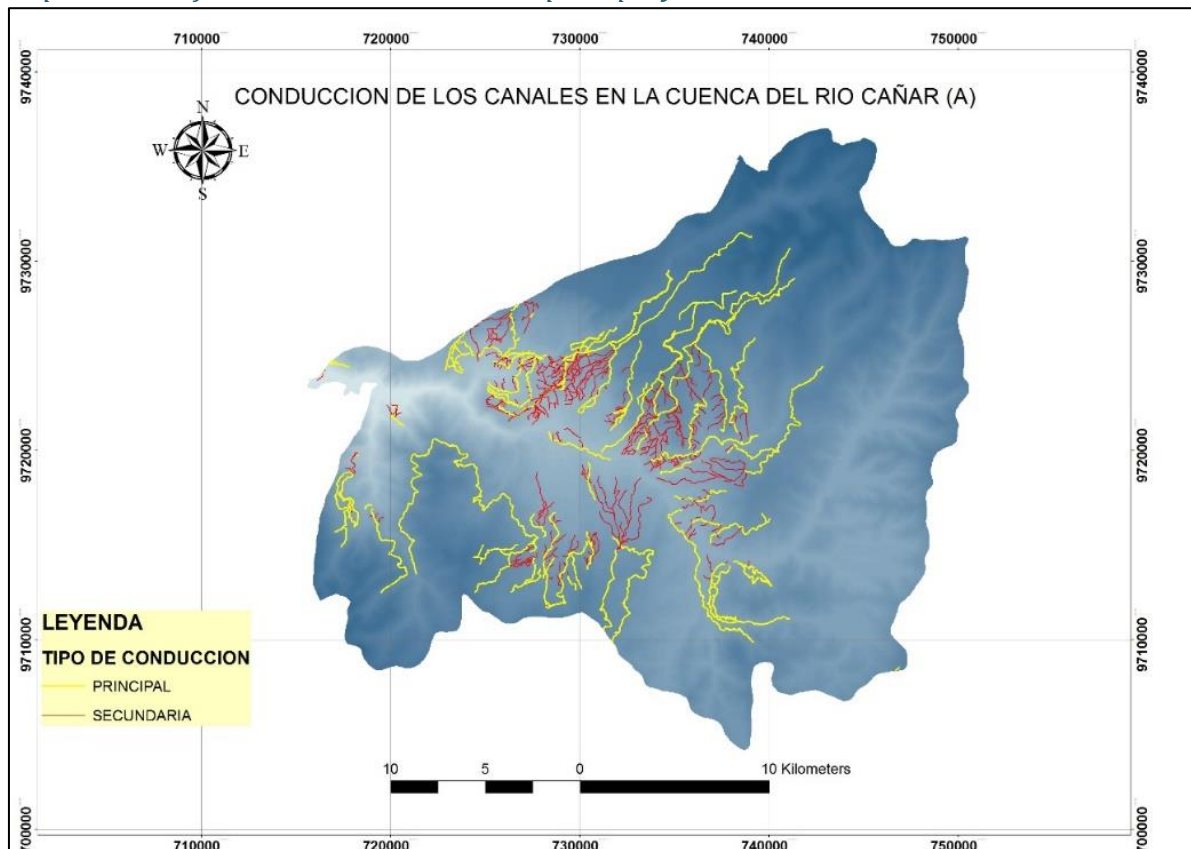 710000 720000 730000 740000 750000
9740000 9740000
CONDUCCION DE LOS CANALES EN LA CUENCA DEL RIO CAÑAR (A)
N
W E
S
9730000 9730000
9720000 9720000
9710000 9710000
LEYENDA
TIPO DE CONDUCCION
PRINCIPAL
SECUNDARIA
10 5 0 10 Kilometers
710000 720000 730000 740000 750000